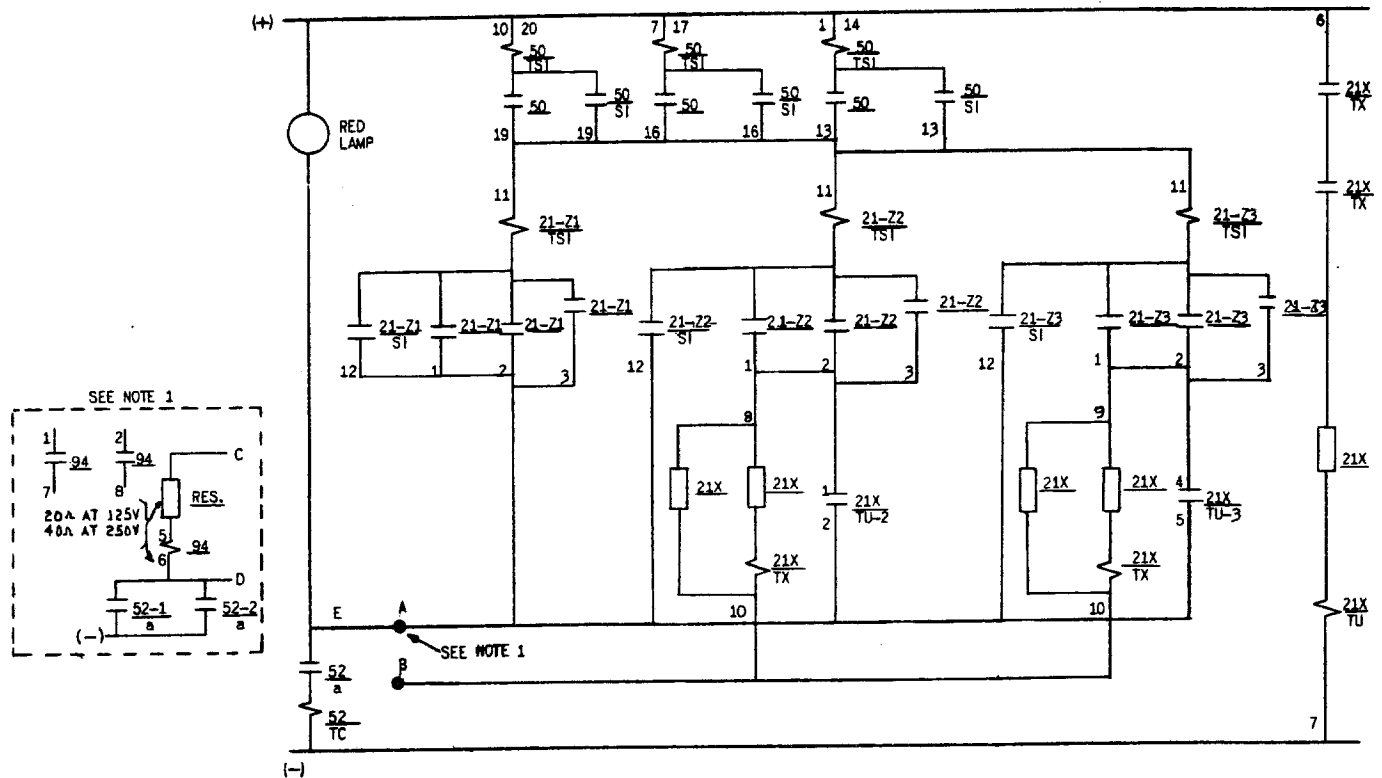 (+)
10 20
7 17
1 14
6
50
TSI
50
TSI
50
TSI
21X
TX
RED
LAMP
50
50
SI
50
50
SI
50
50
SI
19 19 16 16 13 13
21X
TX
11
11
11
21-Z1
TSI
21-Z2
TSI
21-Z3
TSI
21-Z1
SI
21-Z1
21-Z1
21-Z1
21-Z2
SI
21-Z2
21-Z2
21-Z2
21-Z3
SI
21-Z3
21-Z3
21-Z3
12 1 2 3
12 1 2 3
12 1 2 3
SEE NOTE 1
1
94
7
2
94
8
C
RES.
20Ω AT 125V
40Ω AT 250V
5
6
94
D
52-1
a
52-2
a
(-)
8
21X
21X
1
2
21X
TU-2
21X
TX
10
9
21X
21X
4
5
21X
TU-3
21X
TX
10
21X
21X
TU
7
E
A
SEE NOTE 1
B
52
a
52
TC
(-)